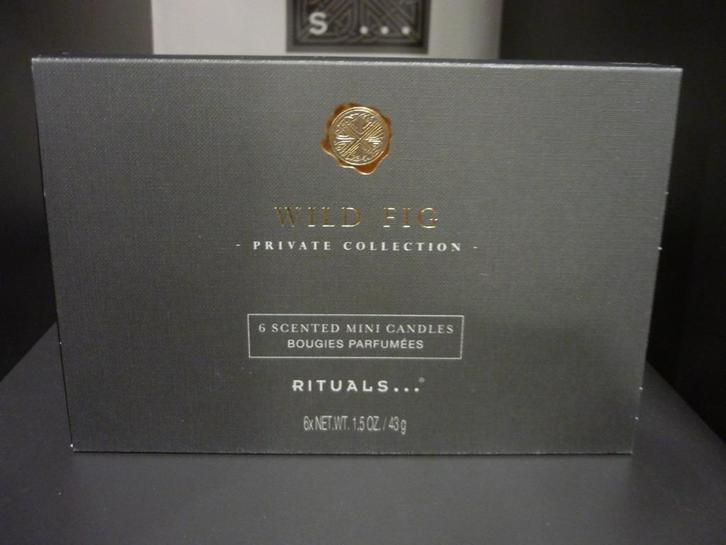 S ...
WILD FIG
- PRIVATE COLLECTION -
6 SCENTED MINI CANDLES
BOUGIES PARFUMÉES
RITUALS...®
6x NET.WT. 1.5 OZ. / 43 g